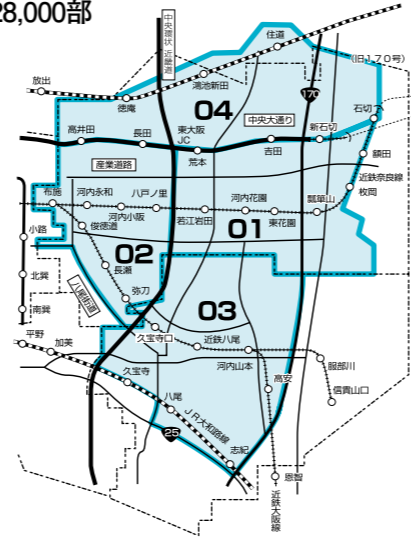 28,000部
中央環状
近畿道
住道
(旧170号)
放出
鴻池新田
徳庵
04
170
石切
高井田
長田
東大阪JC
荒本
中央大通り
吉田
新石切
額田
産業道路
近鉄奈良線
枚岡
布施
河内永和
八戸ノ里
河内花園
瓢箪山
河内小阪
若江岩田
東花園
小路
俊徳道
01
02
長瀬
北巽
八尾街道
弥刀
03
南巽
平野
加美
久宝寺口
近鉄八尾
河内山本
服部川
久宝寺
高安
信貴山口
八尾
JR大和路線
25
志紀
恩智
近鉄大阪線